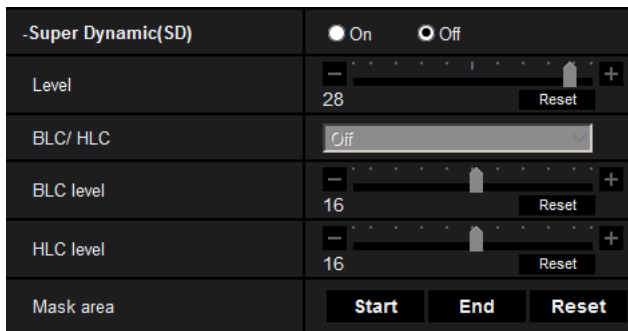 -Super Dynamic(SD) On Off
Level − +
28 Reset
BLC/ HLC Off
BLC level − +
16 Reset
HLC level − +
16 Reset
Mask area Start End Reset